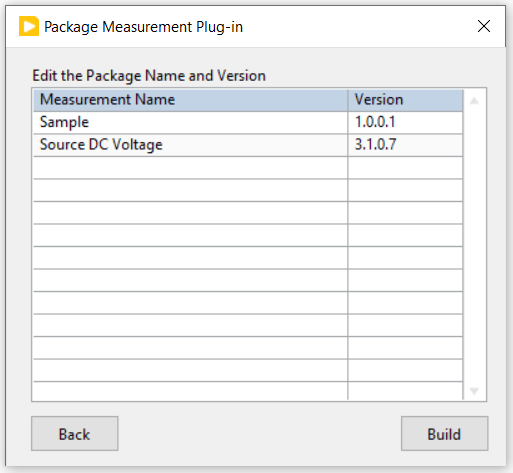 Package Measurement Plug-in
Edit the Package Name and Version
Measurement Name Version
Sample 1.0.0.1
Source DC Voltage 3.1.0.7
Back Build